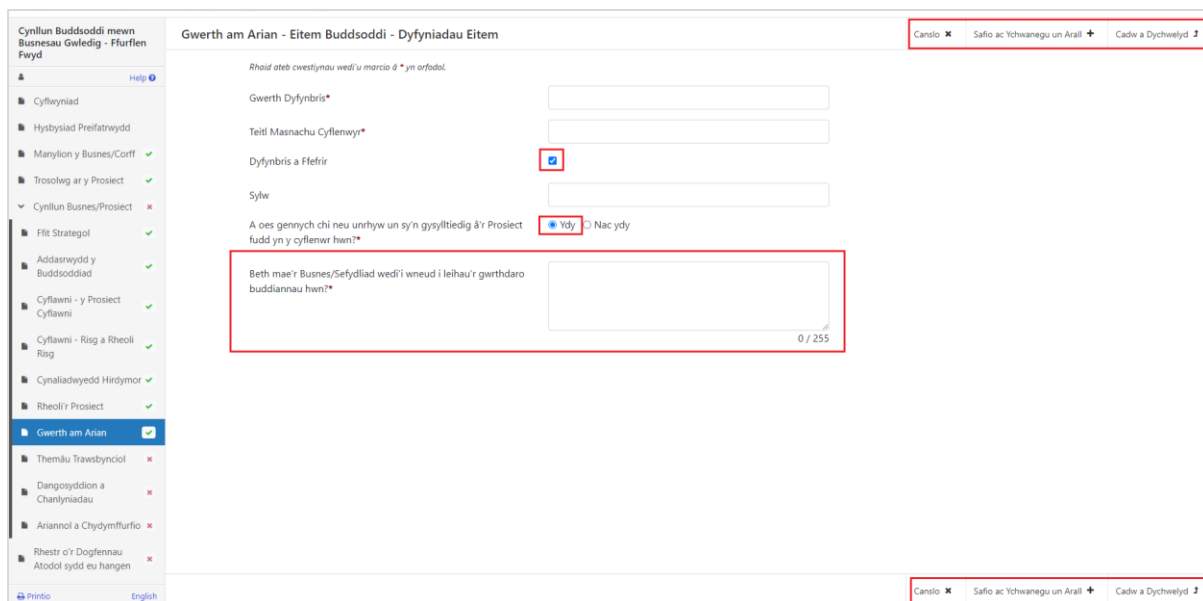 Cynllun Buddsoddi mewn
Busnesau Gwledig - Ffurflen
Fwyd
Help
Cyflwyniad
Hysbysiad Preifatrwydd
Manylion y Busnes/Corff
Trosolwg ar y Prosiect
Cynllun Busnes/Prosiect
Ffit Strategol
Addasrwydd y
Buddsoddiad
Cyflawni - y Prosiect
Cyflawni
Cyflawni - Risg a Rheoli
Risg
Cynaliadwyedd Hirdymor
Rheoli'r Prosiect
Gwerth am Arian
Themâu Trawsbynciol
Dangosyddion a
Chanlyniadau
Ariannol a Chydymffurfio
Rhestr o'r Dogfennau
Atodol sydd eu hangen
Printio English
Gwerth am Arian - Eitem Buddsoddi - Dyfyniadau Eitem
Canslo Safio ac Ychwanegu un Arall Cadw a Dychwelyd
Rhaid ateb cwestiynau wedi'u marcio â * yn orfodol.
Gwerth Dyfynbris*
Teitl Masnachu Cyflenwyr*
Dyfynbris a Ffefrir
Sylw
A oes gennych chi neu unrhyw un sy'n gysylltiedig â'r Prosiect
fudd yn y cyflenwr hwn?*
Ydy Nac ydy
Beth mae'r Busnes/Sefydliad wedi'i wneud i leihau'r gwrthdaro
buddiannau hwn?*
0 / 255
Canslo Safio ac Ychwanegu un Arall Cadw a Dychwelyd